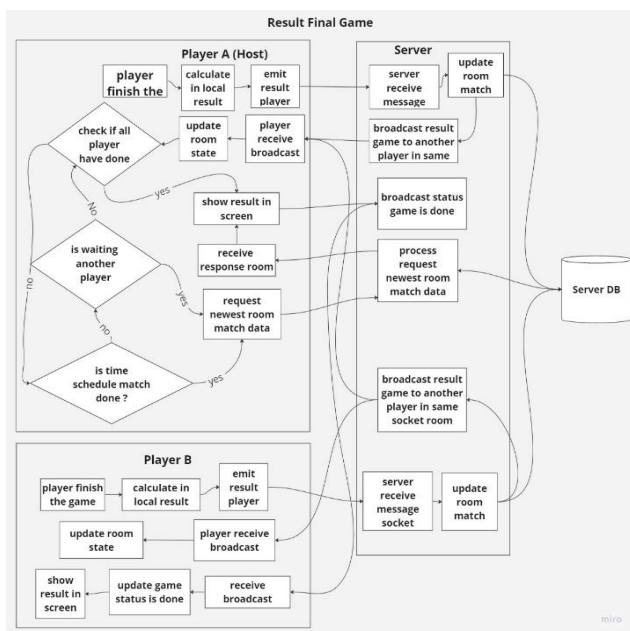 Result Final Game
Player A (Host)
player
finish the
calculate
in local
result
emit
result
player
check if all
player
have done
update
room
state
player
receive
broadcast
yes
show result in
screen
No
receive
response room
is waiting
another
player
yes
request
newest room
match data
no
no
is time
schedule match
done ?
yes
Server
server
receive
message
update
room
match
broadcast result
game to another
player in same
broadcast status
game is done
process
request
newest room
match data
Server DB
broadcast result
game to another
player in same
socket room
server
receive
message
socket
update
room
match
Player B
player finish
the game
calculate in
local result
emit
result
player
update room
state
player receive
broadcast
show
result in
screen
update game
status is done
receive
broadcast
miro